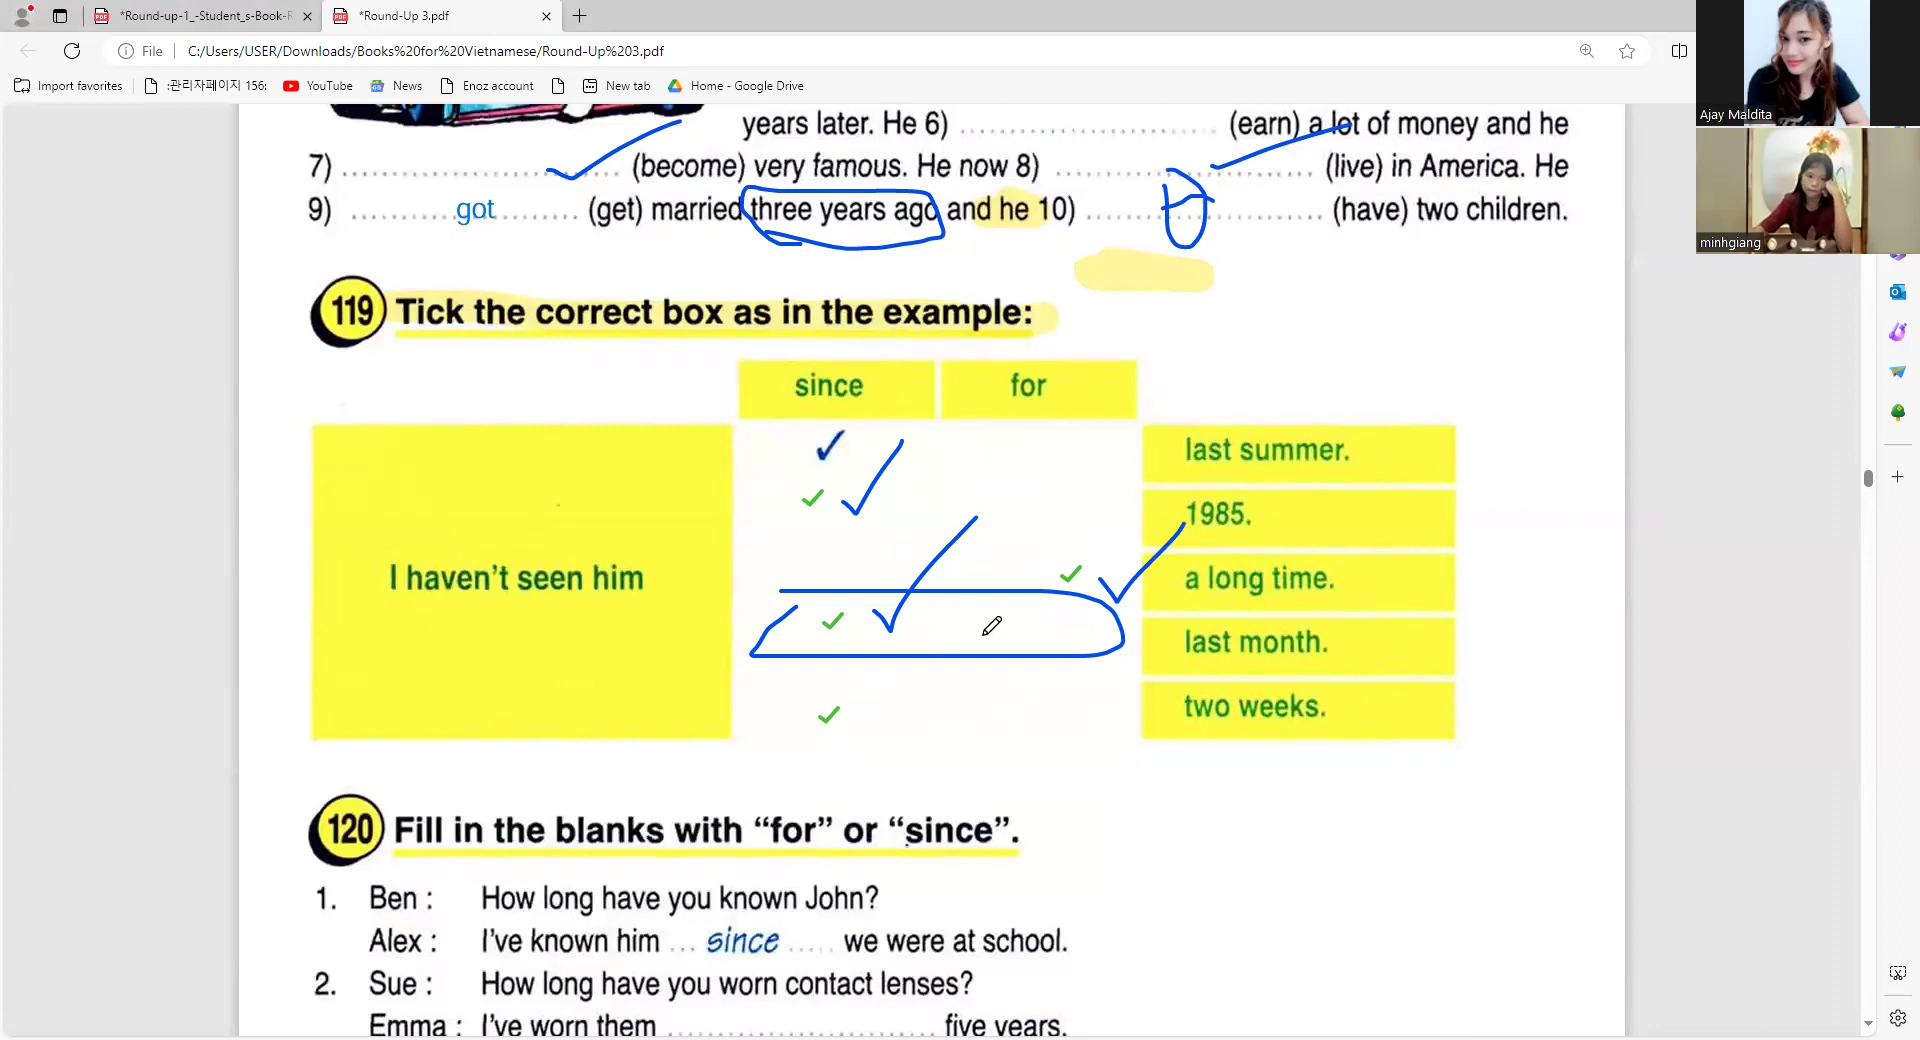 *Round-up-1_-Student_s-Book-R
*Round-Up 3.pdf
File
C:/Users/USER/Downloads/Books%20for%20Vietnamese/Round-Up%203.pdf
Import favorites
:관리자페이지 156:
YouTube
News
Enoz account
New tab
Home - Google Drive
Ajay Maldita
minhgiang
years later. He 6) ........................ (earn) a lot of money and he
7) ........................ (become) very famous. He now 8) ........................ (live) in America. He
9) ............ got ............ (get) married three years ago and he 10) ........................ (have) two children.
119 Tick the correct box as in the example:
since for
I haven't seen him
last summer.
1985.
a long time.
last month.
two weeks.
120 Fill in the blanks with “for” or “since”.
1. Ben : How long have you known John?
Alex : I've known him ... since ..... we were at school.
2. Sue : How long have you worn contact lenses?
Emma : I've worn them ........................ five years.